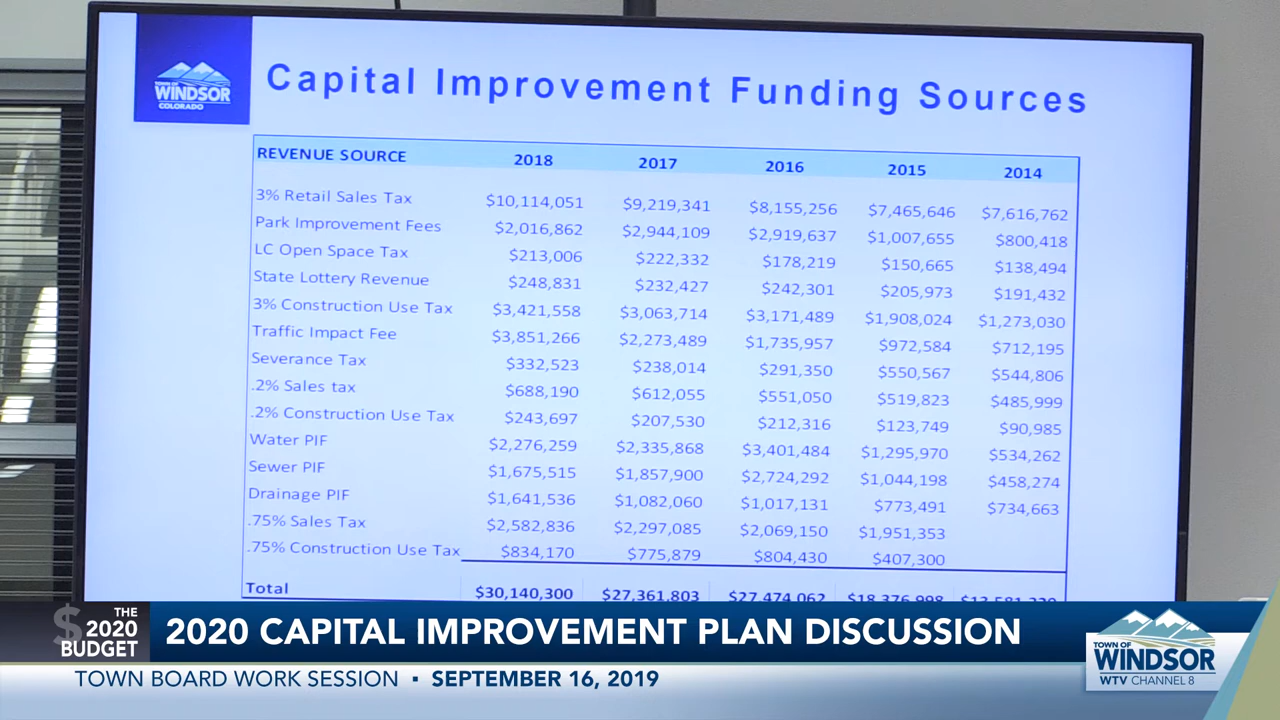 TOWN OF
WINDSOR
COLORADO
Capital Improvement Funding Sources
REVENUE SOURCE 2018 2017 2016 2015 2014
3% Retail Sales Tax $10,114,051 $9,219,341 $8,155,256 $7,465,646 $7,616,762
Park Improvement Fees $2,016,862 $2,944,109 $2,919,637 $1,007,655 $800,418
LC Open Space Tax $213,006 $222,332 $178,219 $150,665 $138,494
State Lottery Revenue $248,831 $232,427 $242,301 $205,973 $191,432
3% Construction Use Tax $3,421,558 $3,063,714 $3,171,489 $1,908,024 $1,273,030
Traffic Impact Fee $3,851,266 $2,273,489 $1,735,957 $972,584 $712,195
Severance Tax $332,523 $238,014 $291,350 $550,567 $544,806
.2% Sales tax $688,190 $612,055 $551,050 $519,823 $485,999
.2% Construction Use Tax $243,697 $207,530 $212,316 $123,749 $90,985
Water PIF $2,276,259 $2,335,868 $3,401,484 $1,295,970 $534,262
Sewer PIF $1,675,515 $1,857,900 $2,724,292 $1,044,198 $458,274
Drainage PIF $1,641,536 $1,082,060 $1,017,131 $773,491 $734,663
.75% Sales Tax $2,582,836 $2,297,085 $2,069,150 $1,951,353
.75% Construction Use Tax $834,170 $775,879 $804,430 $407,300
Total $30,140,300 $27,361,803 $27,474,062 $18,376,998
$ THE
2020
BUDGET
2020 CAPITAL IMPROVEMENT PLAN DISCUSSION
TOWN BOARD WORK SESSION ▪ SEPTEMBER 16, 2019
TOWN OF
WINDSOR
WTV CHANNEL 8